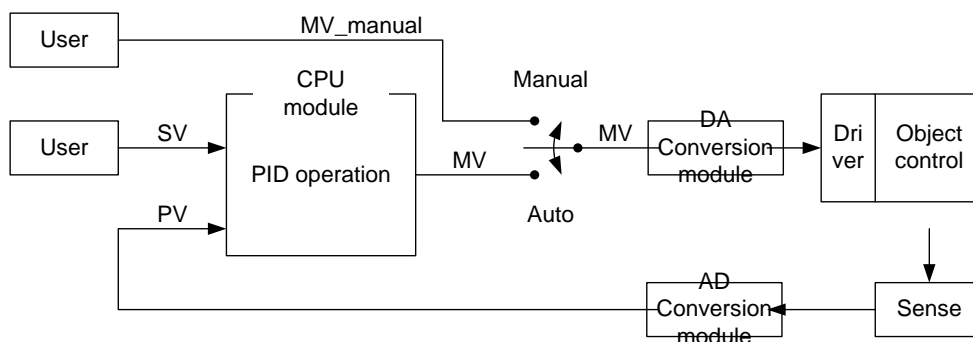 MV_manual
User
CPU
module
Manual
User
SV
PID operation
MV
MV
DA
Conversion
module
Dri
ver
Object
control
PV
Auto
AD
Conversion
module
Sense